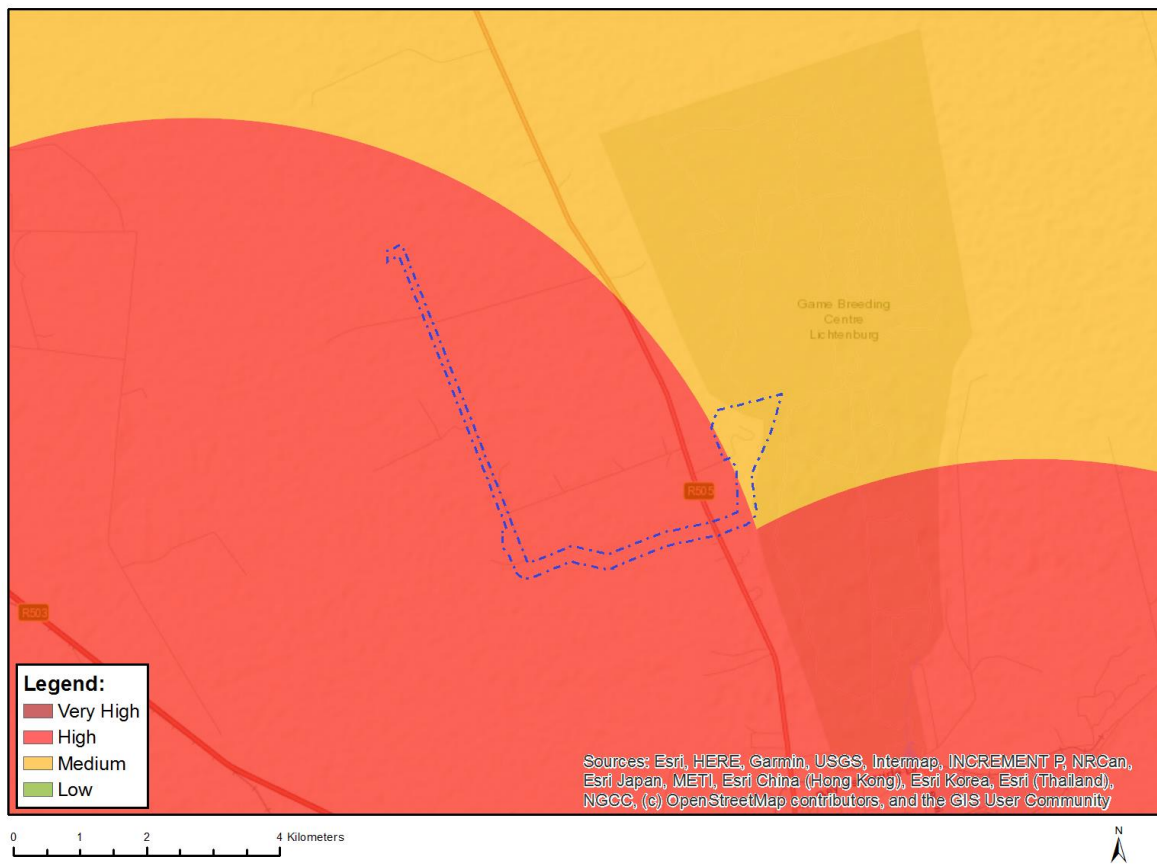 Game Breeding
Centre
Lichtenburg
R505
R503
Legend:
Very High
High
Medium
Low
Sources: Esri, HERE, Garmin, USGS, Intermap, INCREMENT P, NRCan,
Esri Japan, METI, Esri China (Hong Kong), Esri Korea, Esri (Thailand),
NGCC, (c) OpenStreetMap contributors, and the GIS User Community
0 1 2 4 Kilometers
N